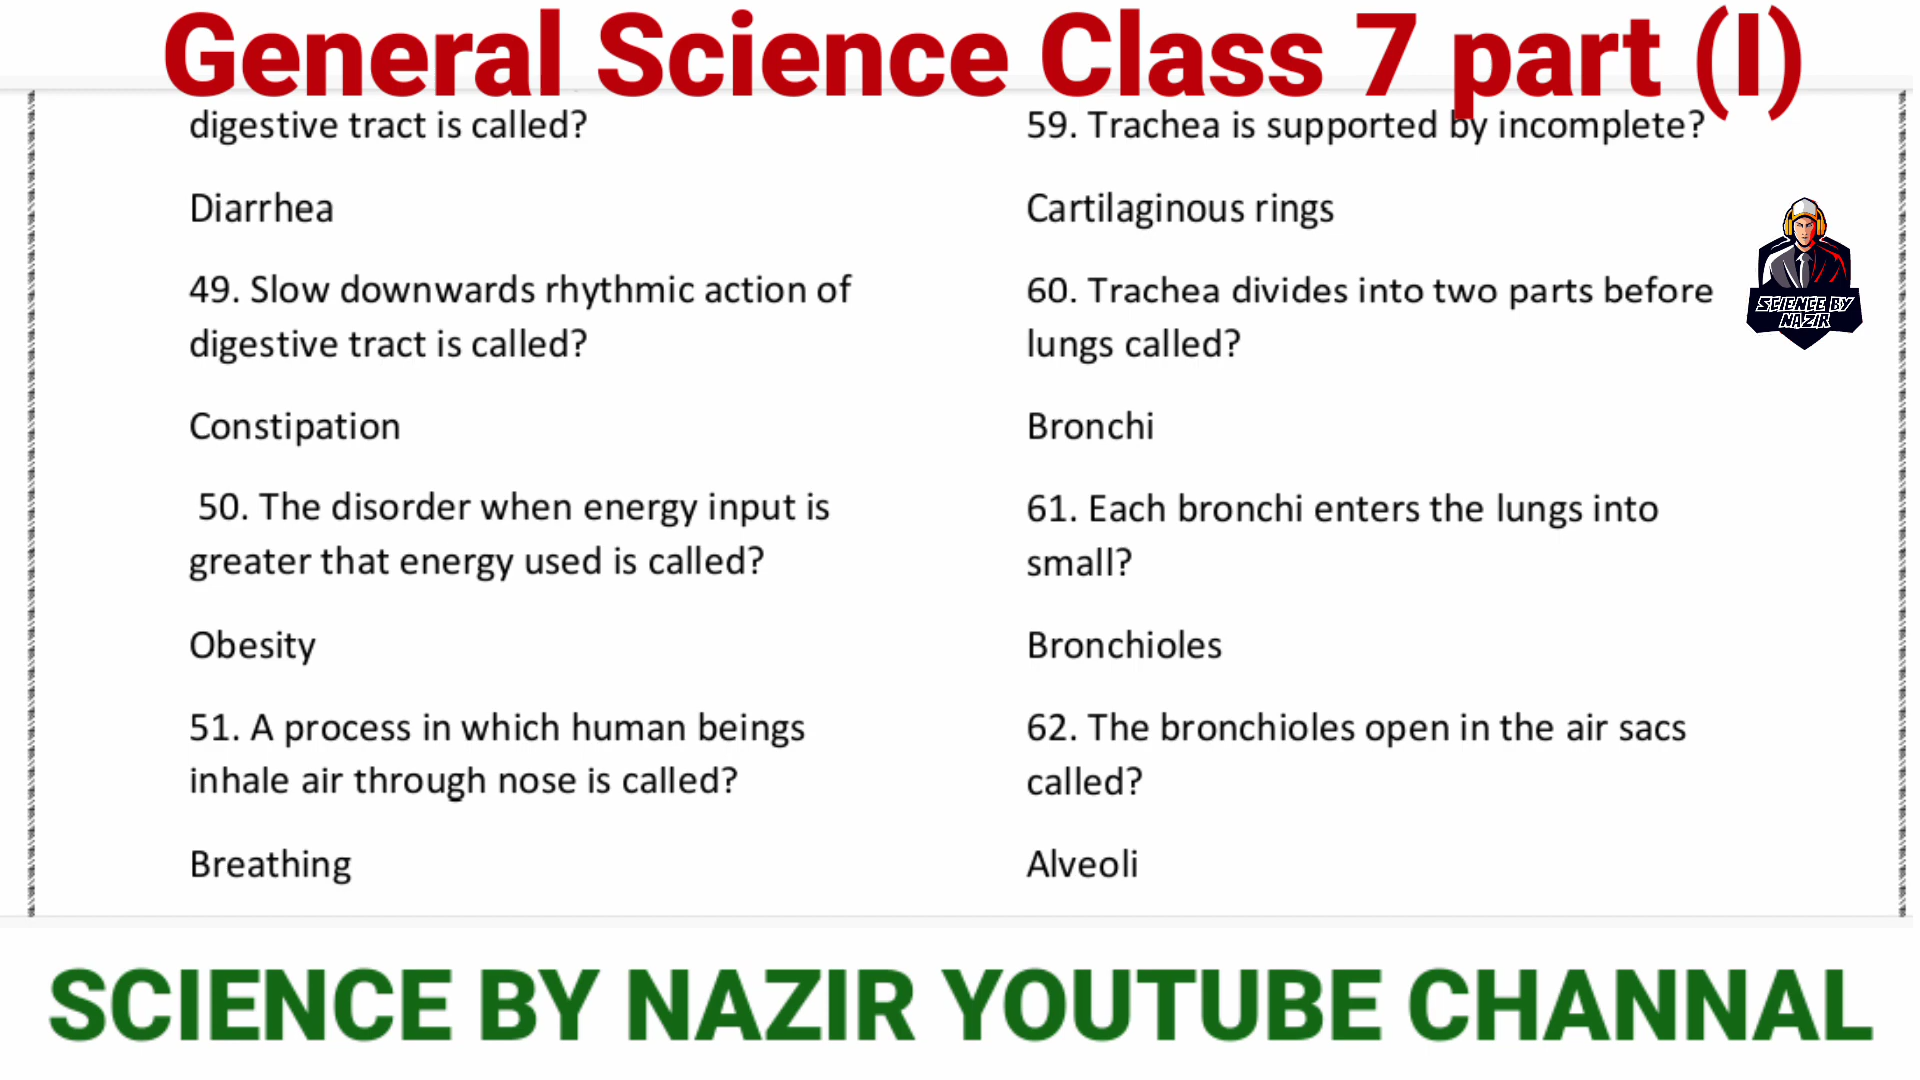 General Science Class 7 part (I)
digestive tract is called?
Diarrhea
49. Slow downwards rhythmic action of
digestive tract is called?
Constipation
50. The disorder when energy input is
greater that energy used is called?
Obesity
51. A process in which human beings
inhale air through nose is called?
Breathing
59. Trachea is supported by incomplete?
Cartilaginous rings
60. Trachea divides into two parts before
lungs called?
Bronchi
61. Each bronchi enters the lungs into
small?
Bronchioles
62. The bronchioles open in the air sacs
called?
Alveoli
SCIENCE BY
NAZIR
SCIENCE BY NAZIR YOUTUBE CHANNAL